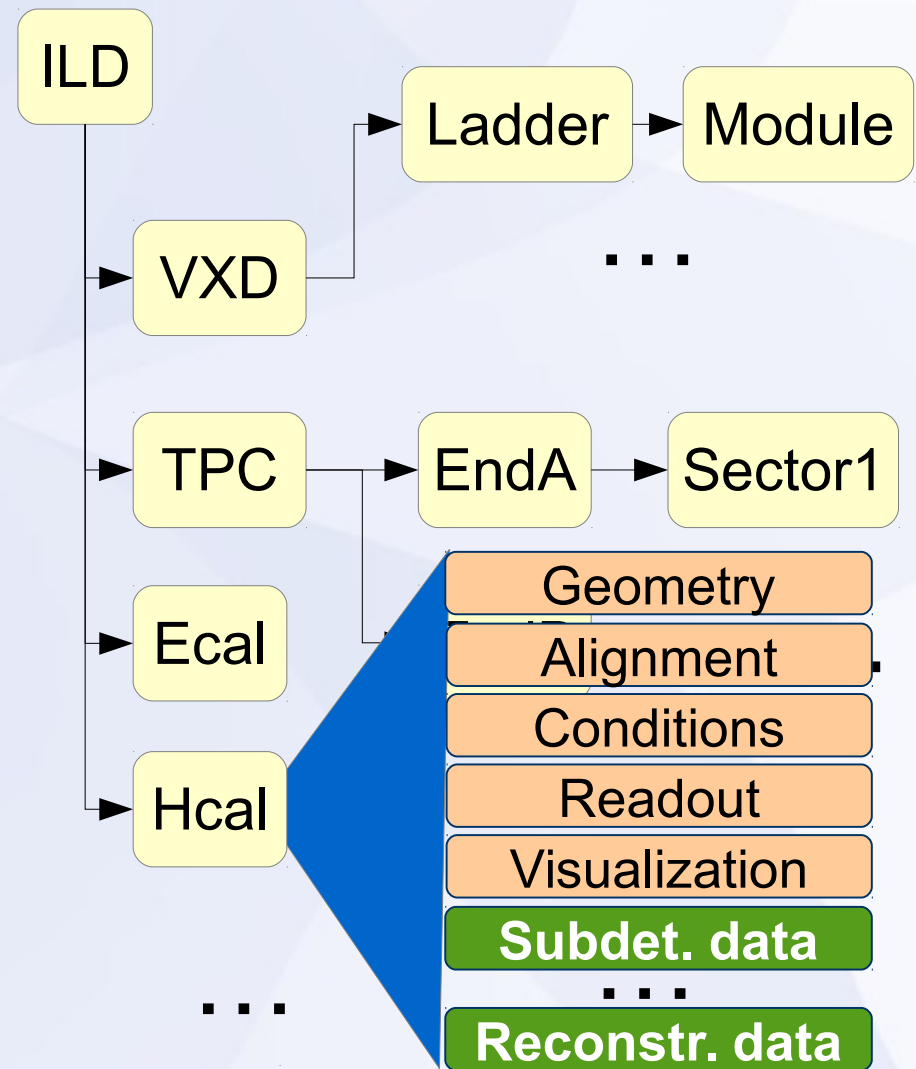 ILD
Ladder
Module
...
VXD
TPC
EndA
Sector1
Geometry
Ecal
Alignment
Conditions
Hcal
Readout
Visualization
Subdet. data
...
...
Reconstr. data